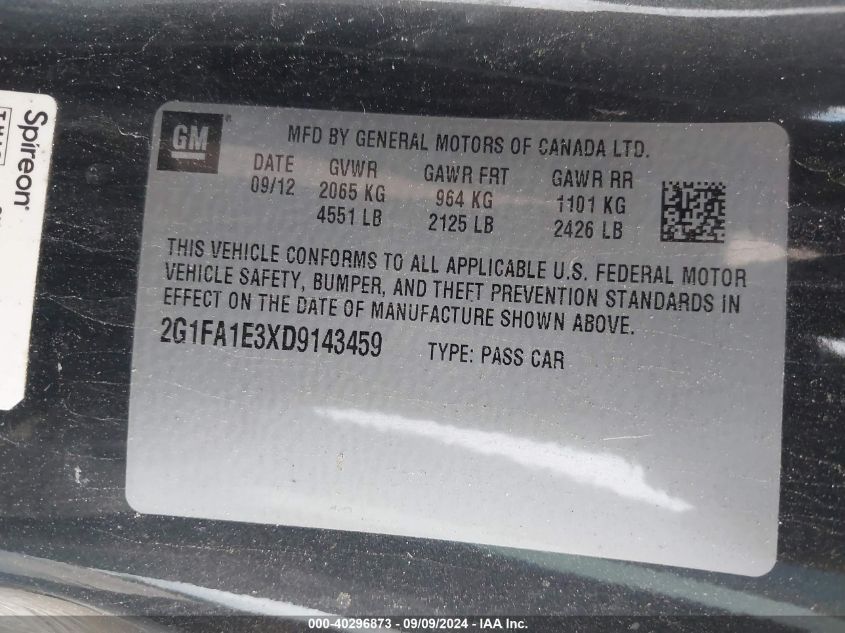 GM
MFD BY GENERAL MOTORS OF CANADA LTD.
DATE GVWR GAWR FRT GAWR RR
09/12 2065 KG 964 KG 1101 KG
4551 LB 2125 LB 2426 LB
THIS VEHICLE CONFORMS TO ALL APPLICABLE U.S. FEDERAL MOTOR
VEHICLE SAFETY, BUMPER, AND THEFT PREVENTION STANDARDS IN
EFFECT ON THE DATE OF MANUFACTURE SHOWN ABOVE.
2G1FA1E3XD9143459 TYPE: PASS CAR
Spireon
000-40296873 - 09/09/2024 - IAA Inc.